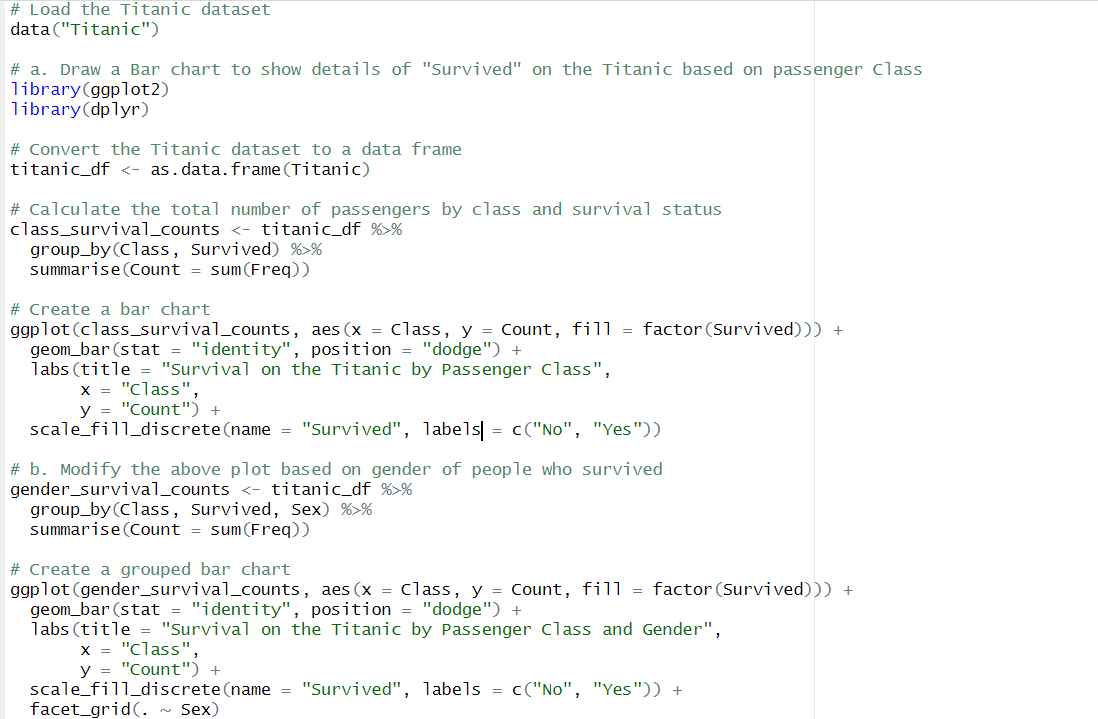 # Load the Titanic dataset
data("Titanic")

# a. Draw a Bar chart to show details of "Survived" on the Titanic based on passenger Class
library(ggplot2)
library(dplyr)

# Convert the Titanic dataset to a data frame
titanic_df <- as.data.frame(Titanic)

# Calculate the total number of passengers by class and survival status
class_survival_counts <- titanic_df %>%
  group_by(Class, Survived) %>%
  summarise(Count = sum(Freq))

# Create a bar chart
ggplot(class_survival_counts, aes(x = Class, y = Count, fill = factor(Survived))) +
  geom_bar(stat = "identity", position = "dodge") +
  labs(title = "Survival on the Titanic by Passenger Class",
       x = "Class",
       y = "Count") +
  scale_fill_discrete(name = "Survived", labels = c("No", "Yes"))

# b. Modify the above plot based on gender of people who survived
gender_survival_counts <- titanic_df %>%
  group_by(Class, Survived, Sex) %>%
  summarise(Count = sum(Freq))

# Create a grouped bar chart
ggplot(gender_survival_counts, aes(x = Class, y = Count, fill = factor(Survived))) +
  geom_bar(stat = "identity", position = "dodge") +
  labs(title = "Survival on the Titanic by Passenger Class and Gender",
       x = "Class",
       y = "Count") +
  scale_fill_discrete(name = "Survived", labels = c("No", "Yes")) +
  facet_grid(. ~ Sex)